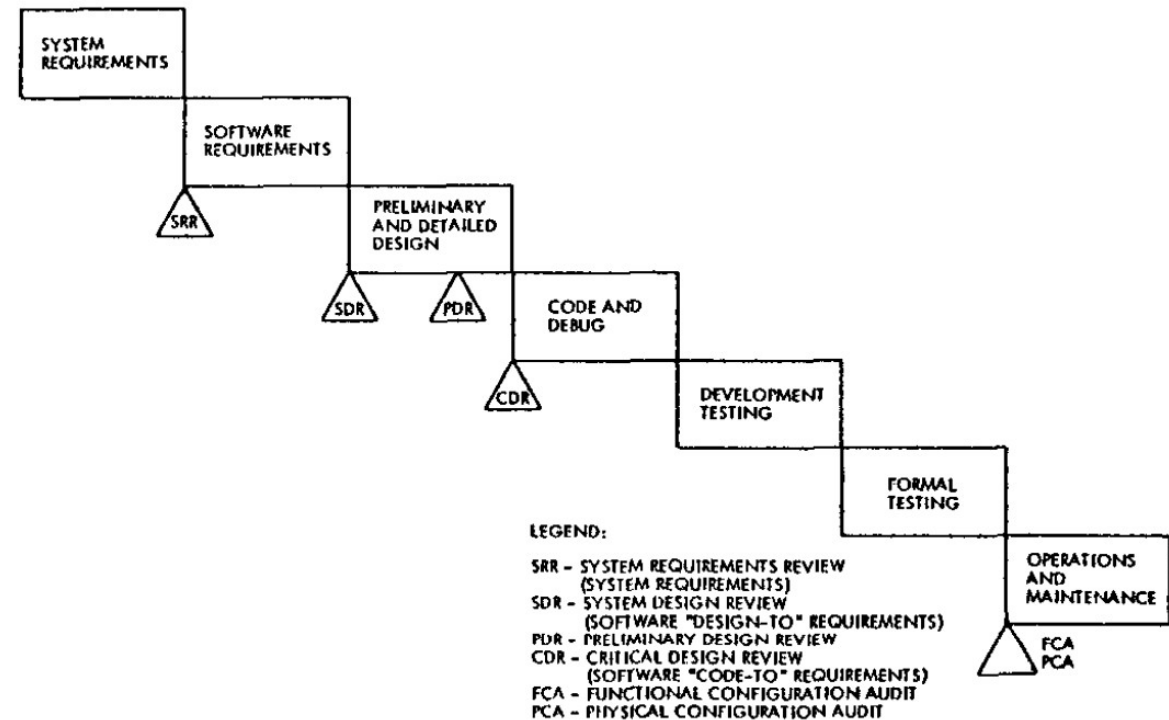 SYSTEM
REQUIREMENTS
SOFTWARE
REQUIREMENTS
SRR
PRELIMINARY
AND DETAILED
DESIGN
SDR
PDR
CODE AND
DEBUG
CDR
DEVELOPMENT
TESTING
FORMAL
TESTING
OPERATIONS
AND
MAINTENANCE
FCA
PCA
LEGEND:
SRR - SYSTEM REQUIREMENTS REVIEW
(SYSTEM REQUIREMENTS)
SDR - SYSTEM DESIGN REVIEW
(SOFTWARE "DESIGN-TO" REQUIREMENTS)
PDR - PRELIMINARY DESIGN REVIEW
CDR - CRITICAL DESIGN REVIEW
(SOFTWARE "CODE-TO" REQUIREMENTS)
FCA - FUNCTIONAL CONFIGURATION AUDIT
PCA - PHYSICAL CONFIGURATION AUDIT